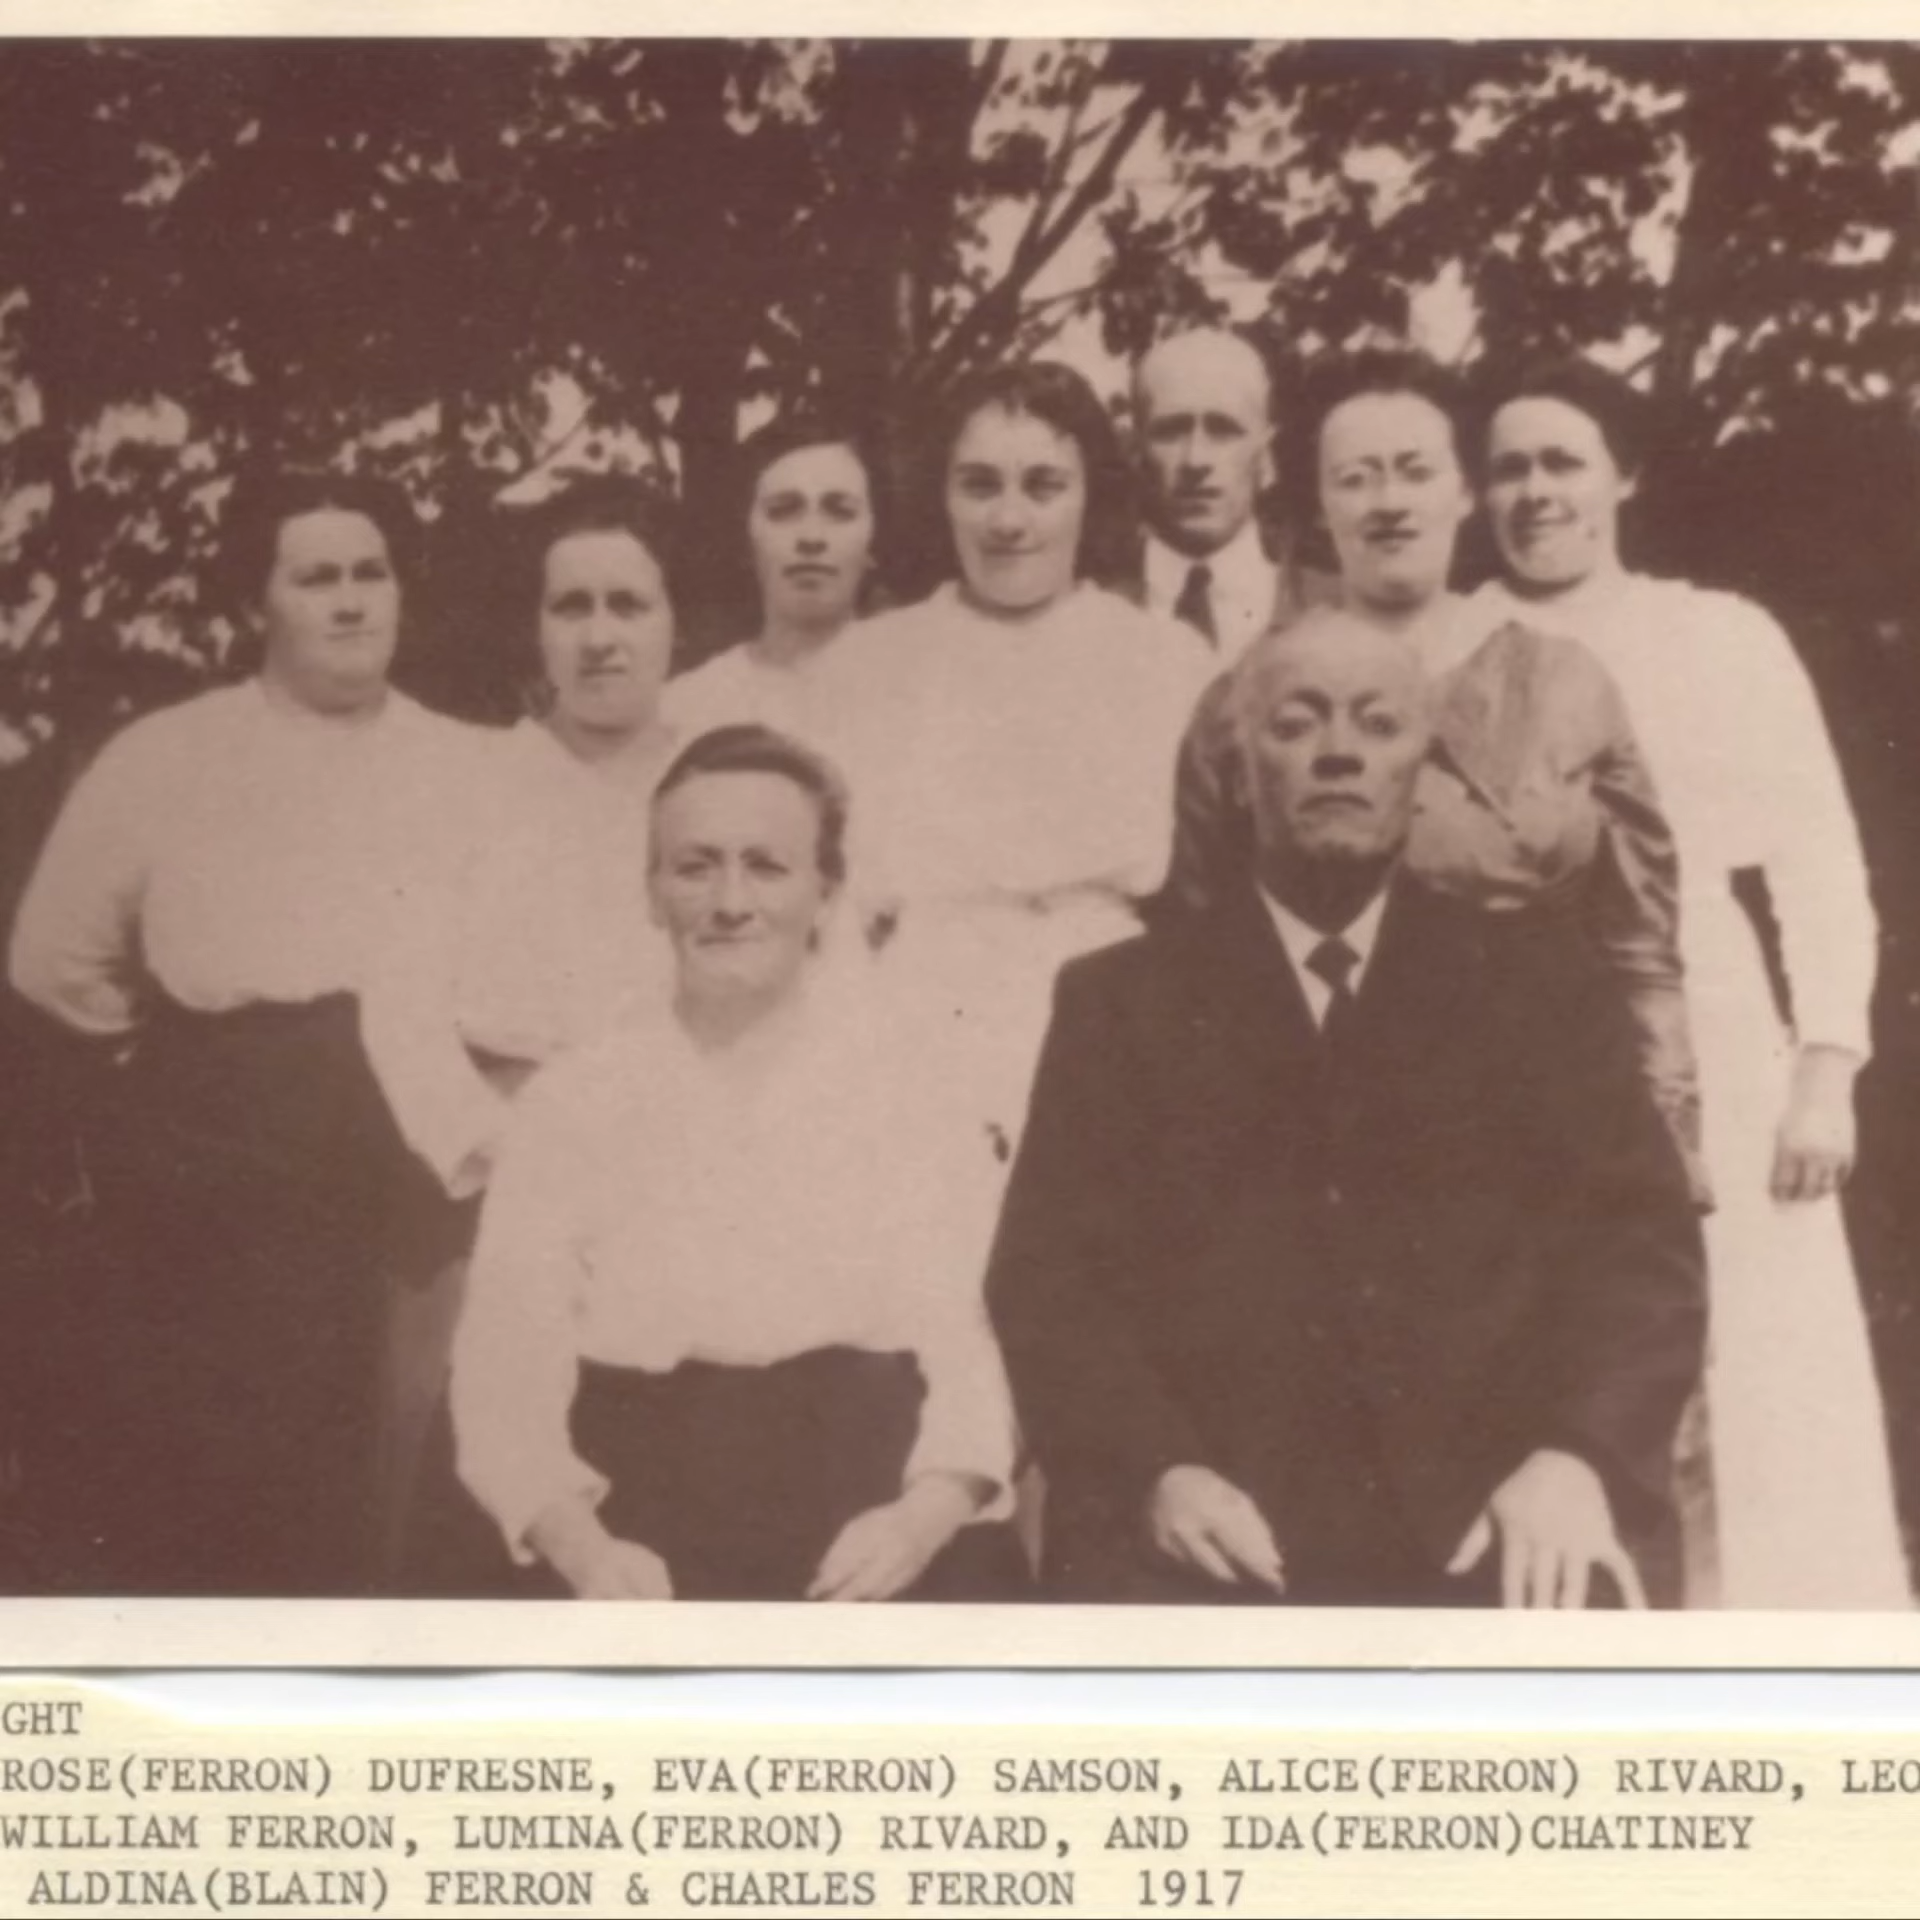 GHT
ROSE(FERRON) DUFRESNE, EVA(FERRON) SAMSON, ALICE(FERRON) RIVARD, LEO
WILLIAM FERRON, LUMINA(FERRON) RIVARD, AND IDA(FERRON)CHATINEY
ALDINA(BLAIN) FERRON & CHARLES FERRON 1917